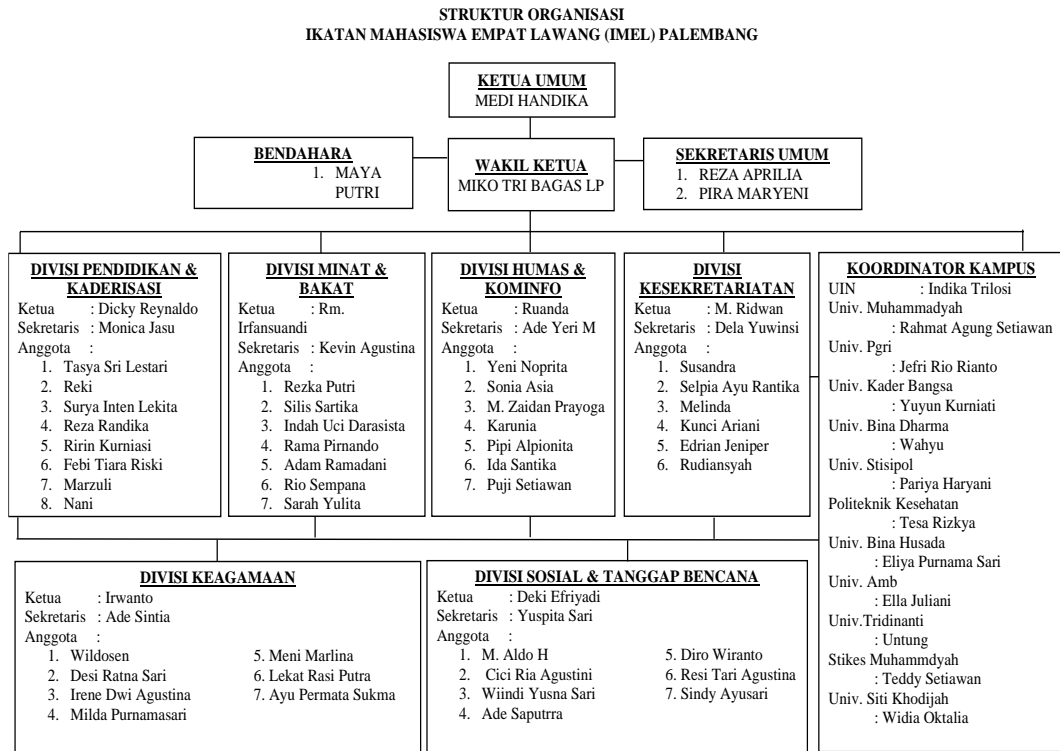 STRUKTUR ORGANISASI
IKATAN MAHASISWA EMPAT LAWANG (IMEL) PALEMBANG
KETUA UMUM
MEDI HANDIKA
BENDAHARA
1. MAYA
PUTRI
WAKIL KETUA
MIKO TRI BAGAS LP
SEKRETARIS UMUM
1. REZA APRILIA
2. PIRA MARYENI
DIVISI PENDIDIKAN &
KADERISASI
Ketua : Dicky Reynaldo
Sekretaris : Monica Jasu
Anggota :
1. Tasya Sri Lestari
2. Reki
3. Surya Inten Lekita
4. Reza Randika
5. Ririn Kurniasi
6. Febi Tiara Riski
7. Marzuli
8. Nani
DIVISI MINAT &
BAKAT
Ketua : Rm.
Irfansuandi
Sekretaris : Kevin Agustina
Anggota :
1. Rezka Putri
2. Silis Sartika
3. Indah Uci Darasista
4. Rama Pirnando
5. Adam Ramadani
6. Rio Sempana
7. Sarah Yulita
DIVISI HUMAS &
KOMINFO
Ketua : Ruanda
Sekretaris : Ade Yeri M
Anggota :
1. Yeni Noprita
2. Sonia Asia
3. M. Zaidan Prayoga
4. Karunia
5. Pipi Alpionita
6. Ida Santika
7. Puji Setiawan
DIVISI
KESEKRETARIATAN
Ketua : M. Ridwan
Sekretaris : Dela Yuwinsi
Anggota :
1. Susandra
2. Selpia Ayu Rantika
3. Melinda
4. Kunci Ariani
5. Edrian Jeniper
6. Rudiansyah
KOORDINATOR KAMPUS
UIN : Indika Trilosi
Univ. Muhammadyah
: Rahmat Agung Setiawan
Univ. Pgri
: Jefri Rio Rianto
Univ. Kader Bangsa
: Yuyun Kurniati
Univ. Bina Dharma
: Wahyu
Univ. Stisipol
: Pariya Haryani
Politeknik Kesehatan
: Tesa Rizkya
Univ. Bina Husada
: Eliya Purnama Sari
Univ. Amb
: Ella Juliani
Univ.Tridinanti
: Untung
Stikes Muhammdyah
: Teddy Setiawan
Univ. Siti Khodijah
: Widia Oktalia
DIVISI KEAGAMAAN
Ketua : Irwanto
Sekretaris : Ade Sintia
Anggota :
1. Wildosen
2. Desi Ratna Sari
3. Irene Dwi Agustina
4. Milda Purnamasari
5. Meni Marlina
6. Lekat Rasi Putra
7. Ayu Permata Sukma
DIVISI SOSIAL & TANGGAP BENCANA
Ketua : Deki Efriyadi
Sekretaris : Yuspita Sari
Anggota :
1. M. Aldo H
2. Cici Ria Agustini
3. Wiindi Yusna Sari
4. Ade Saputrra
5. Diro Wiranto
6. Resi Tari Agustina
7. Sindy Ayusari